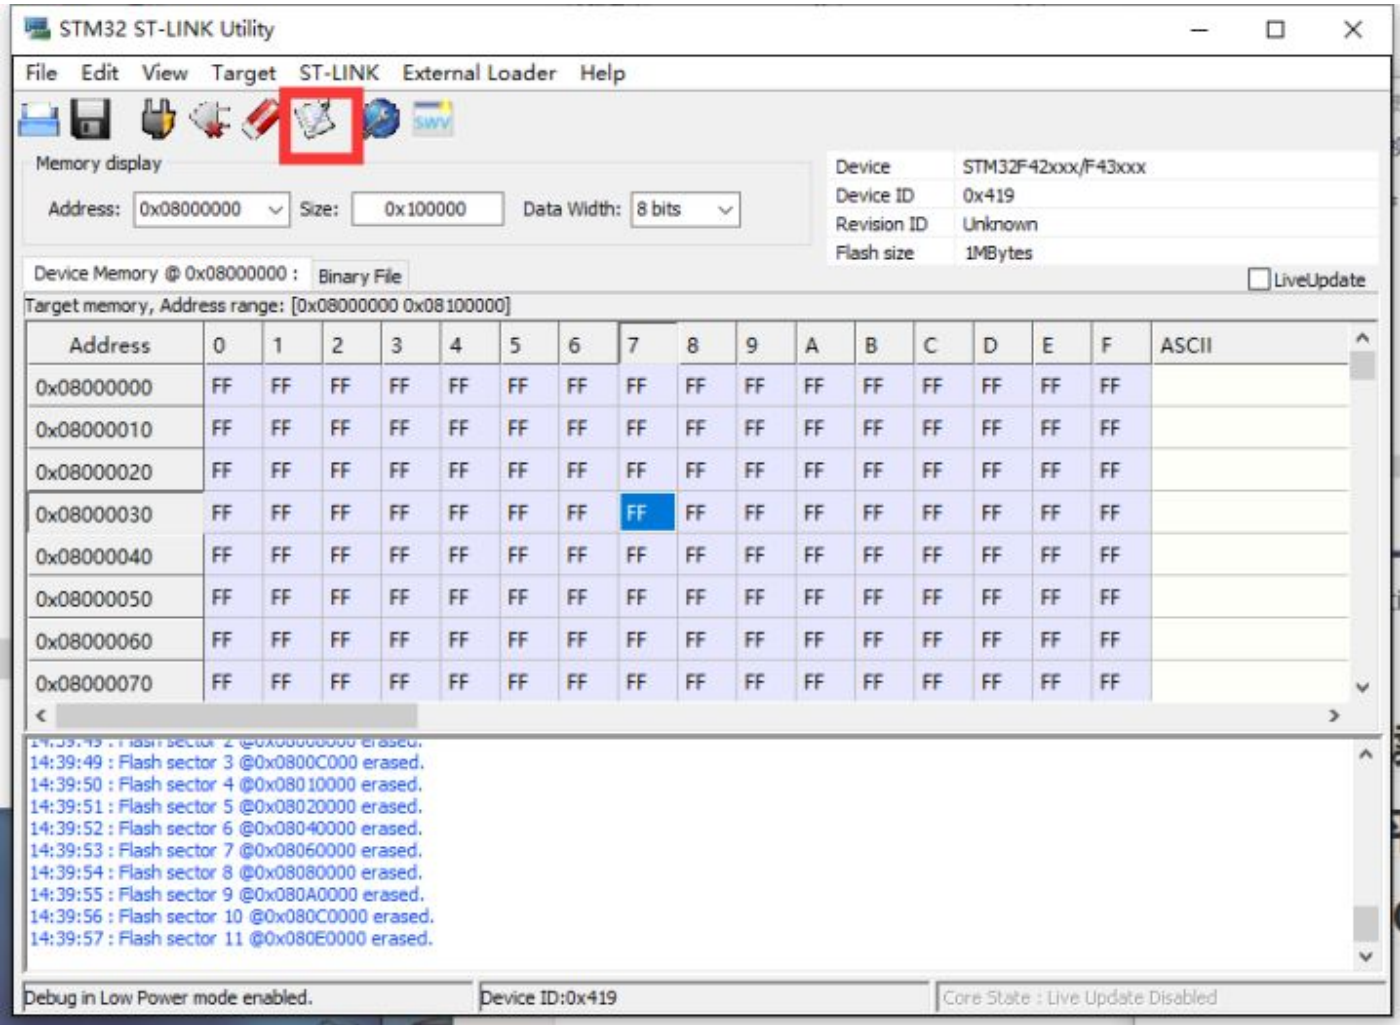 STM32 ST-LINK Utility
File Edit View Target ST-LINK External Loader Help
SWV
Memory display
Address: 0x08000000 Size: 0x100000 Data Width: 8 bits
Device STM32F42xxx/F43xxx
Device ID 0x419
Revision ID Unknown
Flash size 1MBytes
Device Memory @ 0x08000000 : Binary File LiveUpdate
Target memory, Address range: [0x08000000 0x08100000]
Address 0 1 2 3 4 5 6 7 8 9 A B C D E F ASCII
0x08000000 FF FF FF FF FF FF FF FF FF FF FF FF FF FF FF FF
0x08000010 FF FF FF FF FF FF FF FF FF FF FF FF FF FF FF FF
0x08000020 FF FF FF FF FF FF FF FF FF FF FF FF FF FF FF FF
0x08000030 FF FF FF FF FF FF FF FF FF FF FF FF FF FF FF FF
0x08000040 FF FF FF FF FF FF FF FF FF FF FF FF FF FF FF FF
0x08000050 FF FF FF FF FF FF FF FF FF FF FF FF FF FF FF FF
0x08000060 FF FF FF FF FF FF FF FF FF FF FF FF FF FF FF FF
0x08000070 FF FF FF FF FF FF FF FF FF FF FF FF FF FF FF FF
14:39:49 : Flash sector 2 @0x08008000 erased.
14:39:49 : Flash sector 3 @0x0800C000 erased.
14:39:50 : Flash sector 4 @0x08010000 erased.
14:39:51 : Flash sector 5 @0x08020000 erased.
14:39:52 : Flash sector 6 @0x08040000 erased.
14:39:53 : Flash sector 7 @0x08060000 erased.
14:39:54 : Flash sector 8 @0x08080000 erased.
14:39:55 : Flash sector 9 @0x080A0000 erased.
14:39:56 : Flash sector 10 @0x080C0000 erased.
14:39:57 : Flash sector 11 @0x080E0000 erased.
Debug in Low Power mode enabled. Device ID:0x419 Core State : Live Update Disabled